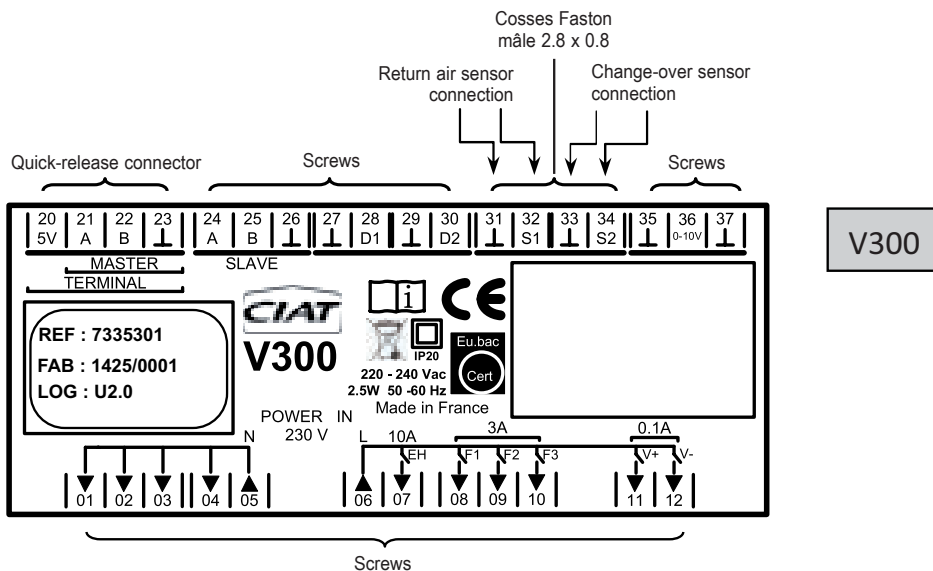 Cosses Faston
mâle 2.8 x 0.8
Return air sensor
connection
Change-over sensor
connection
Quick-release connector
Screws
Screws
20 21 22 23 24 25 26 27 28 29 30 31 32 33 34 35 36 37
5V A B A B D1 D2 S1 S2 0-10V
MASTER
SLAVE
TERMINAL
V300
REF : 7335301
FAB : 1425/0001
LOG : U2.0
CIAT
V300
i
CE
IP20
Eu.bac
Cert
220 - 240 Vac
2.5W 50 -60 Hz
Made in France
POWER IN
230 V
N
L
10A
3A
0.1A
EH F1 F2 F3 V+ V-
01 02 03 04 05 06 07 08 09 10 11 12
Screws